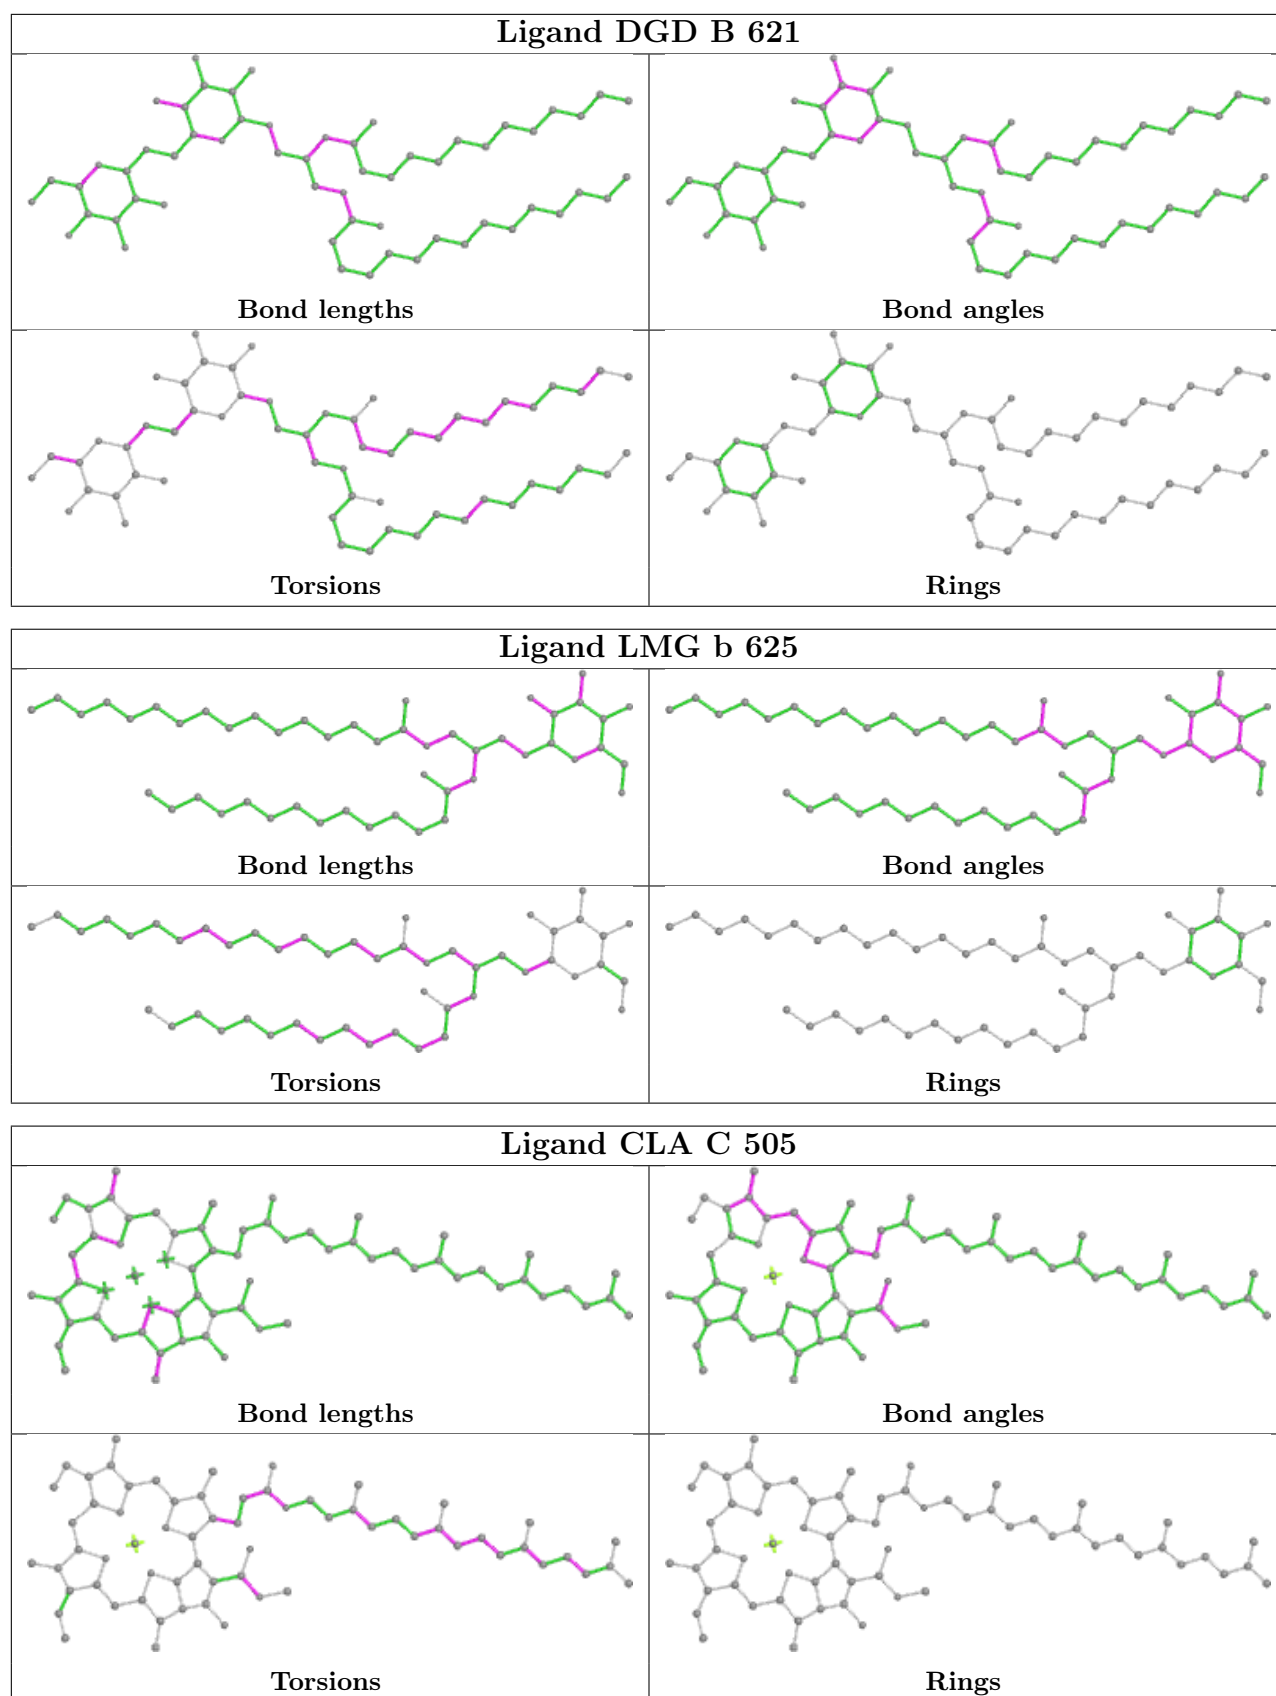 Ligand DGD B 621
Bond lengths
Bond angles
Torsions
Rings
Ligand LMG b 625
Bond lengths
Bond angles
Torsions
Rings
Ligand CLA C 505
Bond lengths
Bond angles
Torsions
Rings